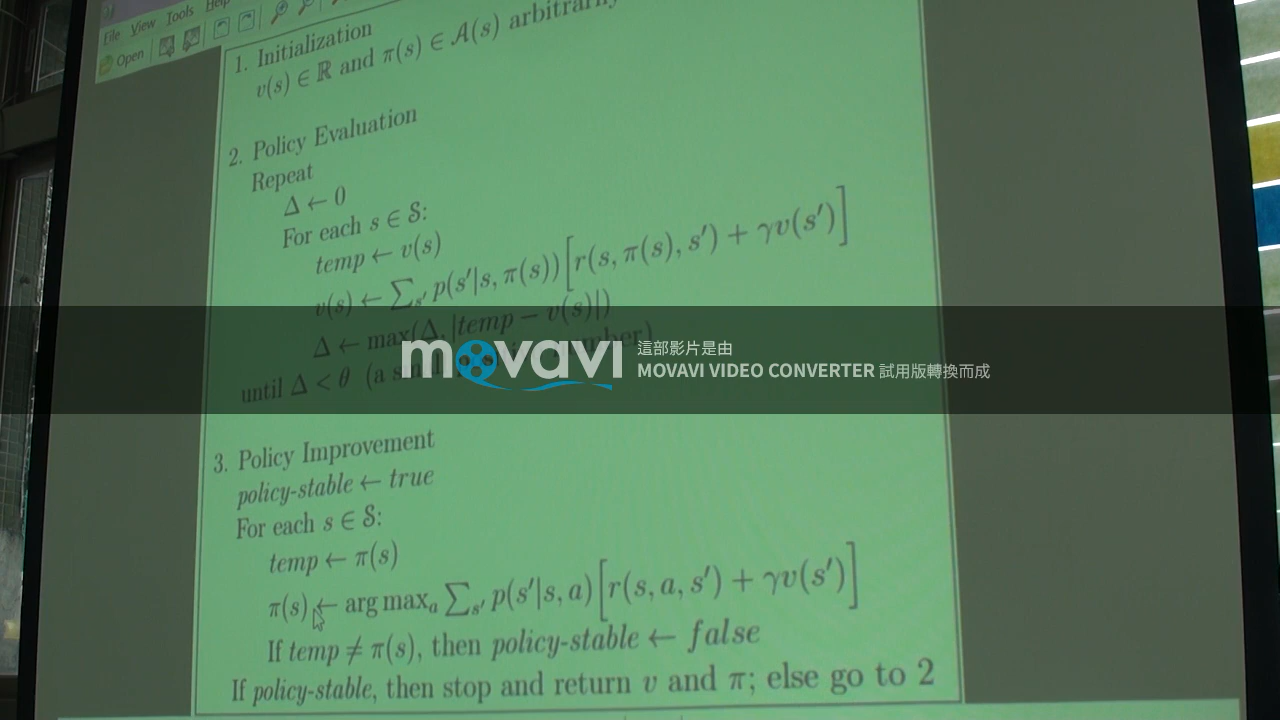 File View Tools Help
Open
1. Initialization
v(s) ∈ ℝ and π(s) ∈ 𝒜(s) arbitrarily
2. Policy Evaluation
Repeat
Δ ← 0
For each s ∈ 𝒮:
temp ← v(s)
v(s) ← ∑s′ p(s′|s, π(s)) [r(s, π(s), s′) + γv(s′)]
Δ ← max(Δ, |temp − v(s)|)
until Δ < θ (a number)
movavi
這部影片是由
MOVAVI VIDEO CONVERTER 試用版轉換而成
3. Policy Improvement
policy-stable ← true
For each s ∈ 𝒮:
temp ← π(s)
π(s) ← arg maxa ∑s′ p(s′|s, a) [r(s, a, s′) + γv(s′)]
If temp ≠ π(s), then policy-stable ← false
If policy-stable, then stop and return v and π; else go to 2